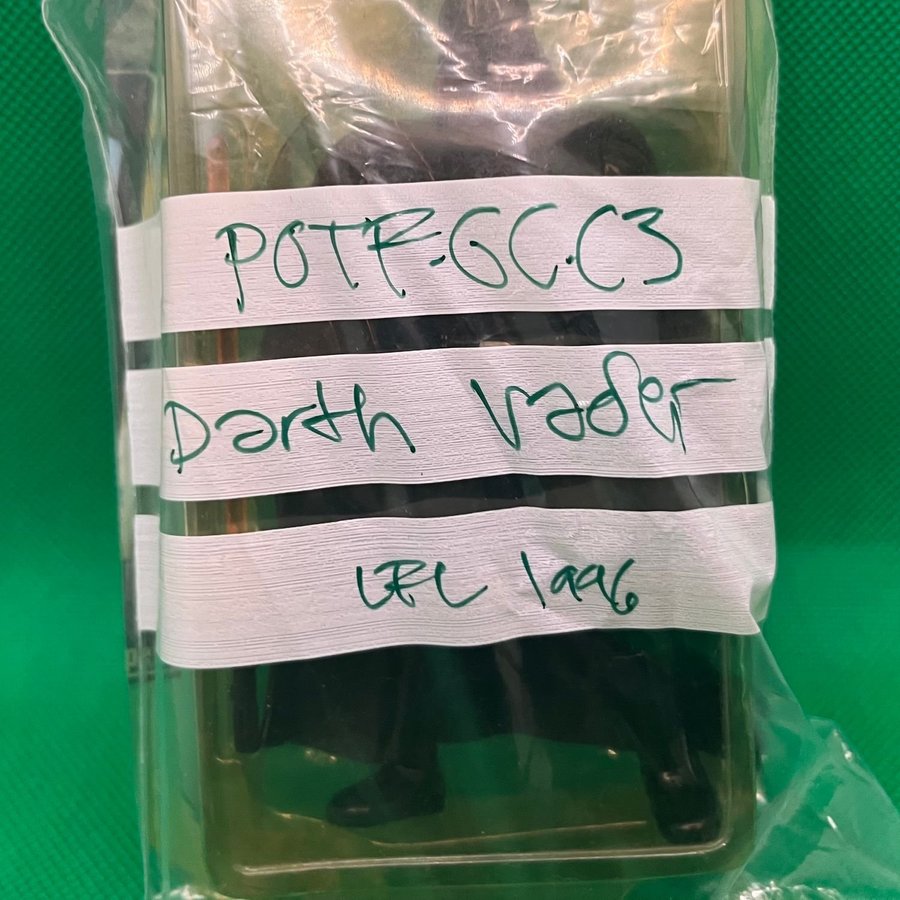 POTF-GC.C3
Darth Vader
LFL 1996